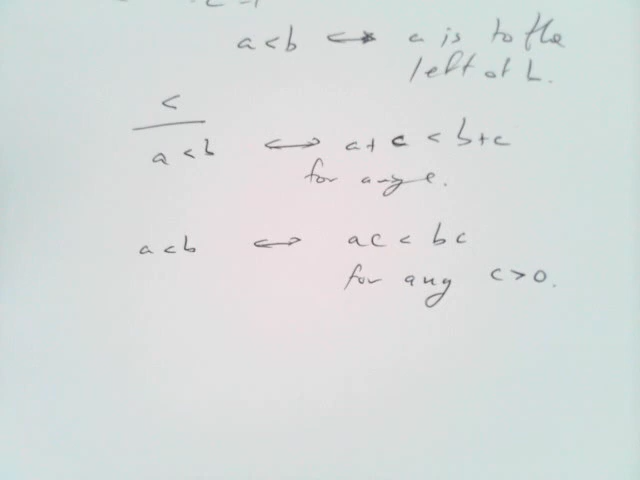 a < b ↔ a is to the
left of b.
<
a < b ↔ a + c < b + c
for any c.
a < b ↔ ac < bc
for any c > 0.